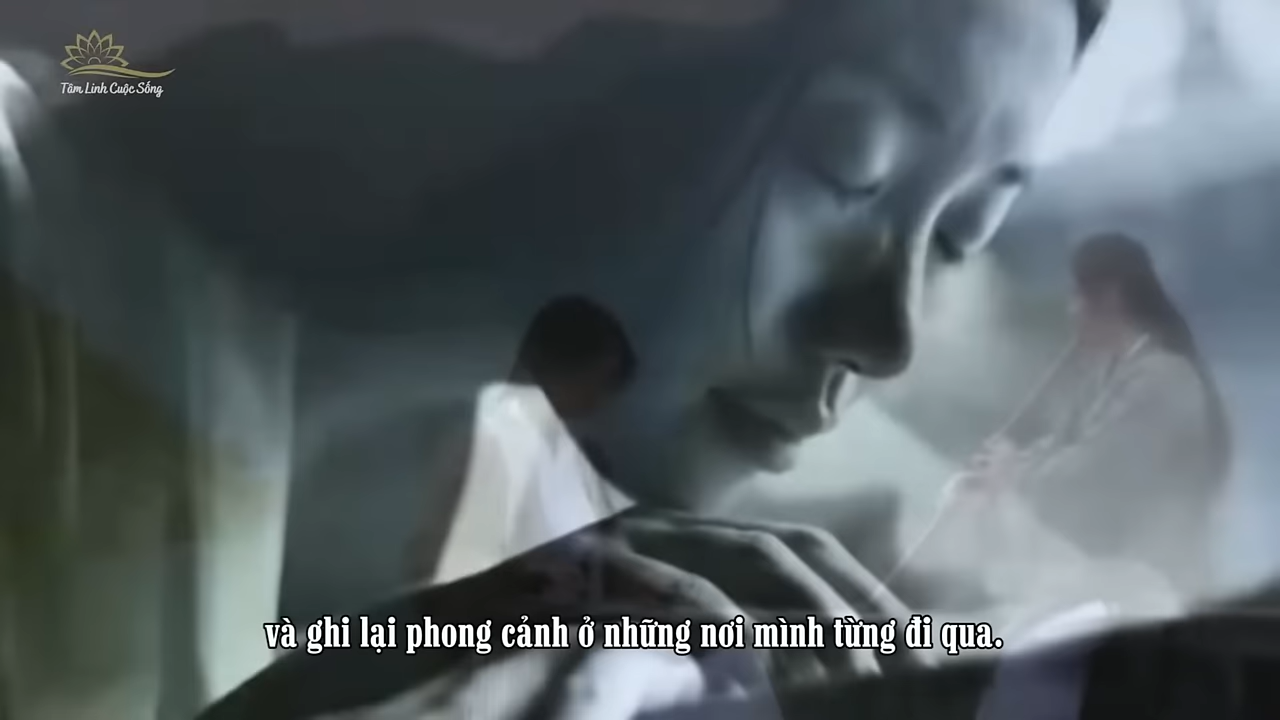 Tâm Linh Cuộc Sống
và ghi lại phong cảnh ở những nơi mình từng đi qua.